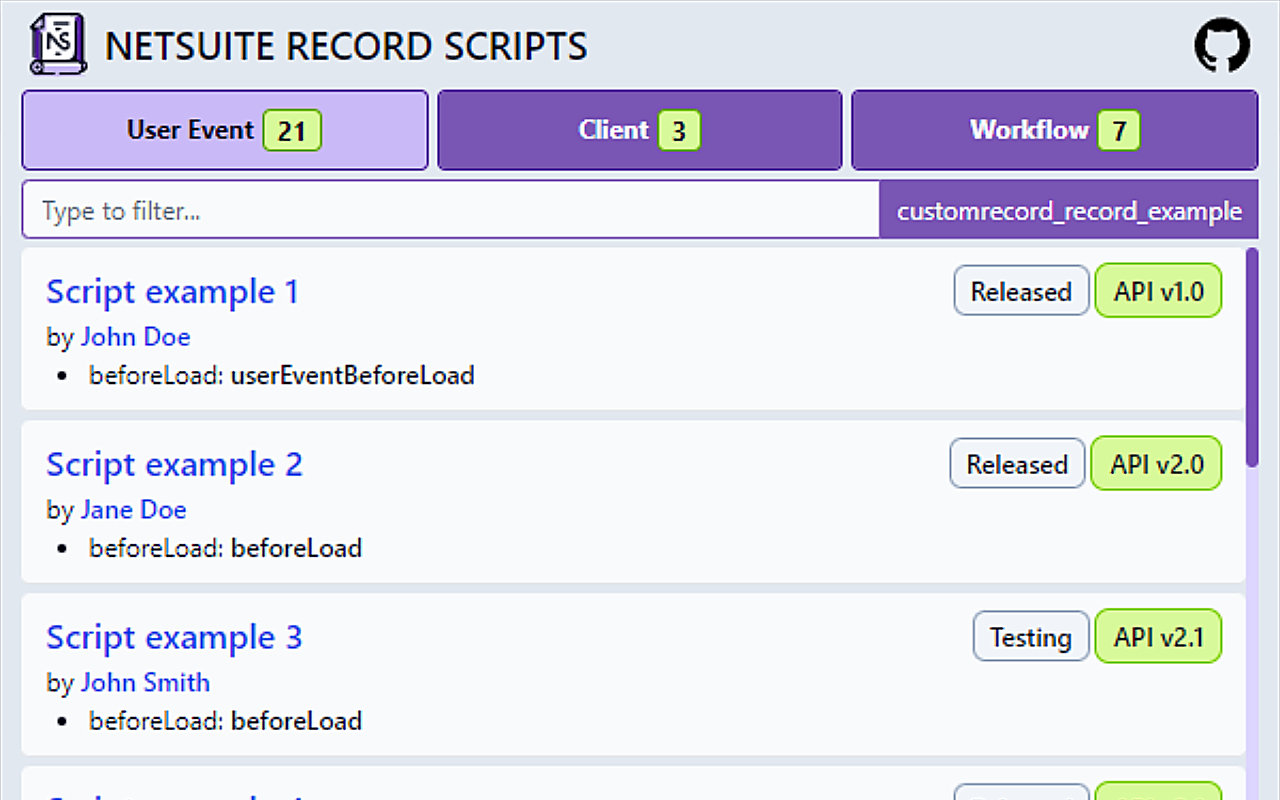 NS NETSUITE RECORD SCRIPTS
User Event 21 Client 3 Workflow 7
Type to filter... customrecord_record_example
Script example 1 Released API v1.0
by John Doe
• beforeLoad: userEventBeforeLoad
Script example 2 Released API v2.0
by Jane Doe
• beforeLoad: beforeLoad
Script example 3 Testing API v2.1
by John Smith
• beforeLoad: beforeLoad